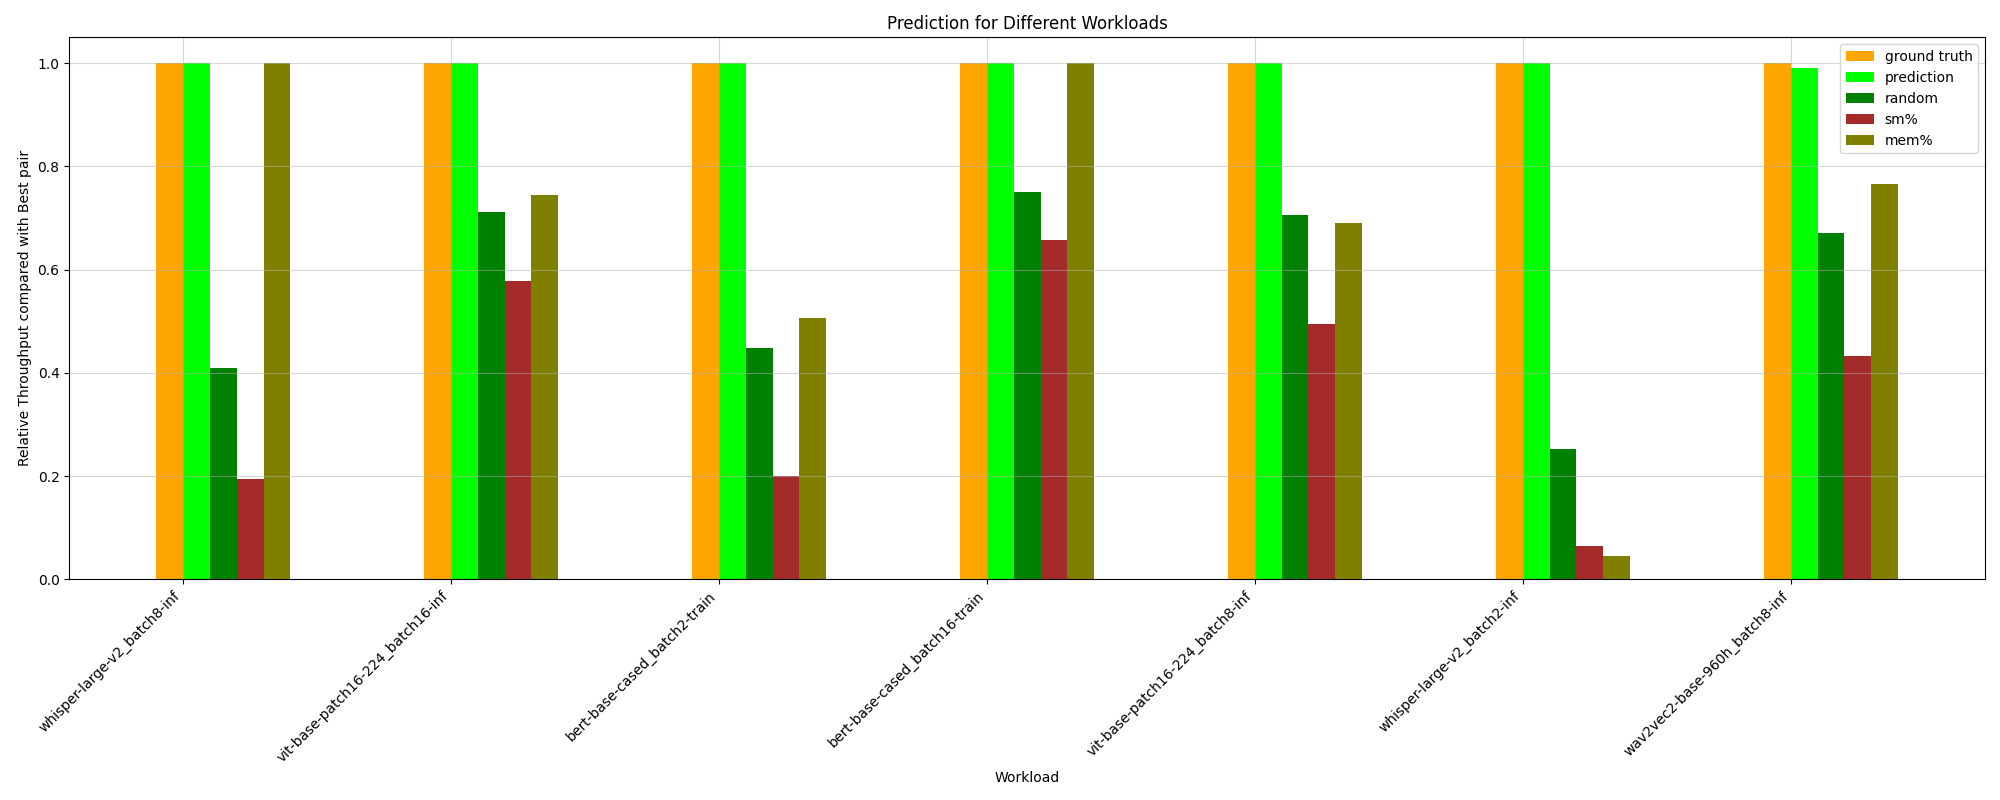 Prediction for Different Workloads
Relative Throughput compared with Best pair
1.0
0.8
0.6
0.4
0.2
0.0
ground truth
prediction
random
sm%
mem%
whisper-large-v2_batch8-inf
vit-base-patch16-224_batch16-inf
bert-base-cased_batch2-train
bert-base-cased_batch16-train
vit-base-patch16-224_batch8-inf
whisper-large-v2_batch2-inf
wav2vec2-base-960h_batch8-inf
Workload